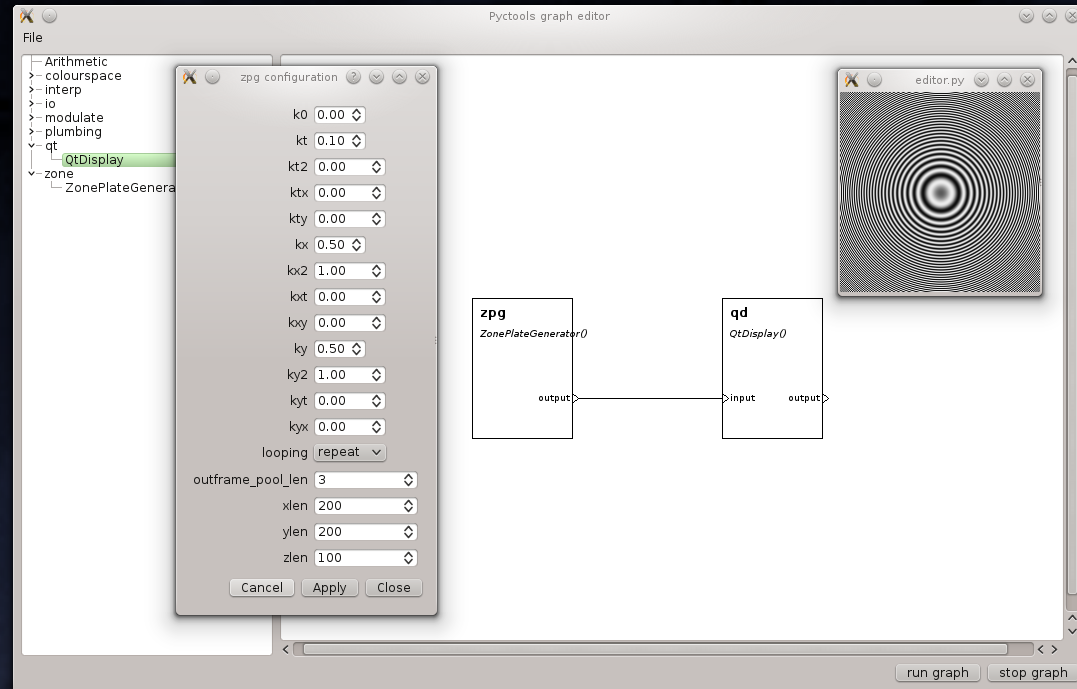 Pyctools graph editor
File
Arithmetic
colourspace
interp
io
modulate
plumbing
qt
QtDisplay
zone
ZonePlateGenera
zpg configuration
k0 0.00
kt 0.10
kt2 0.00
ktx 0.00
kty 0.00
kx 0.50
kx2 1.00
kxt 0.00
kxy 0.00
ky 0.50
ky2 1.00
kyt 0.00
kyx 0.00
looping repeat
outframe_pool_len 3
xlen 200
ylen 200
zlen 100
Cancel Apply Close
zpg
ZonePlateGenerator()
output
qd
QtDisplay()
input output
editor.py
run graph stop graph